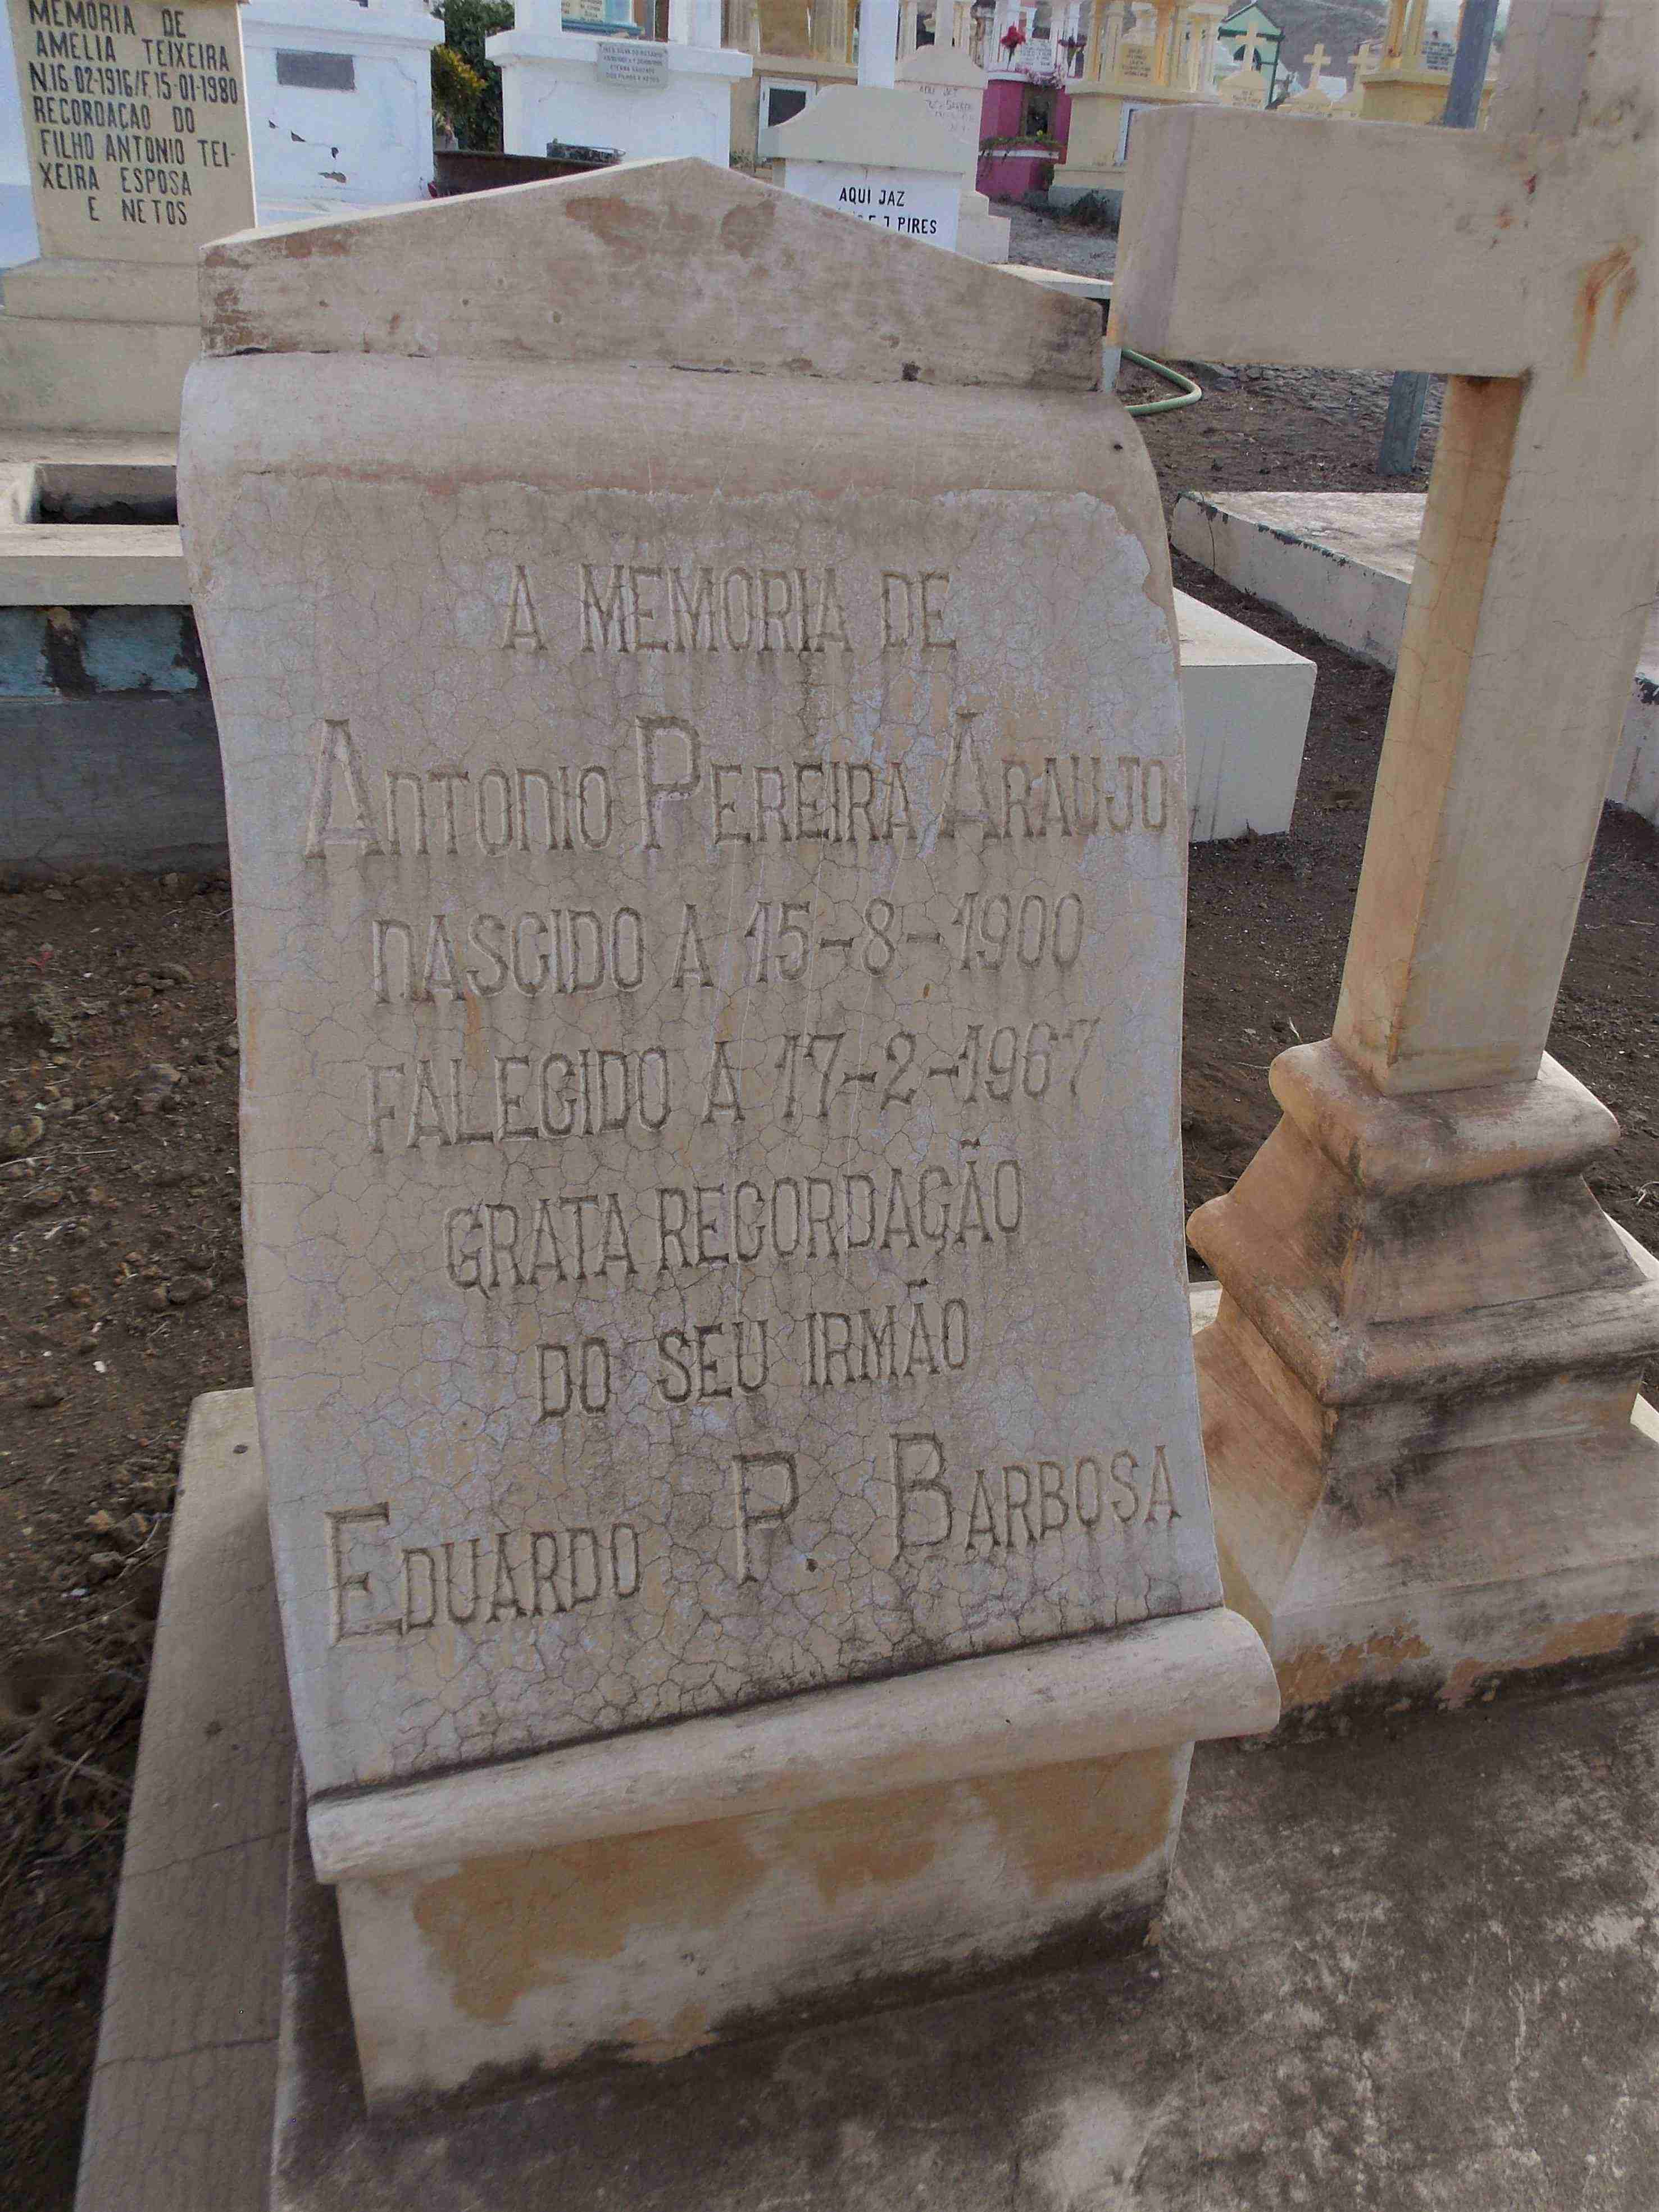 MEMORIA DE
AMELIA TEIXEIRA
N.16-02-1916/F.15-01-1980
RECORDAÇAO DO
FILHO ANTONIO TEI-
XEIRA ESPOSA
E NETOS
AQUI JAZ
J PIRES
A MEMORIA DE
ANTONIO PEREIRA ARAUJO
NASCIDO A 15-8-1900
FALECIDO A 17-2-1967
GRATA RECORDAÇÃO
DO SEU IRMÃO
EDUARDO P. BARBOSA